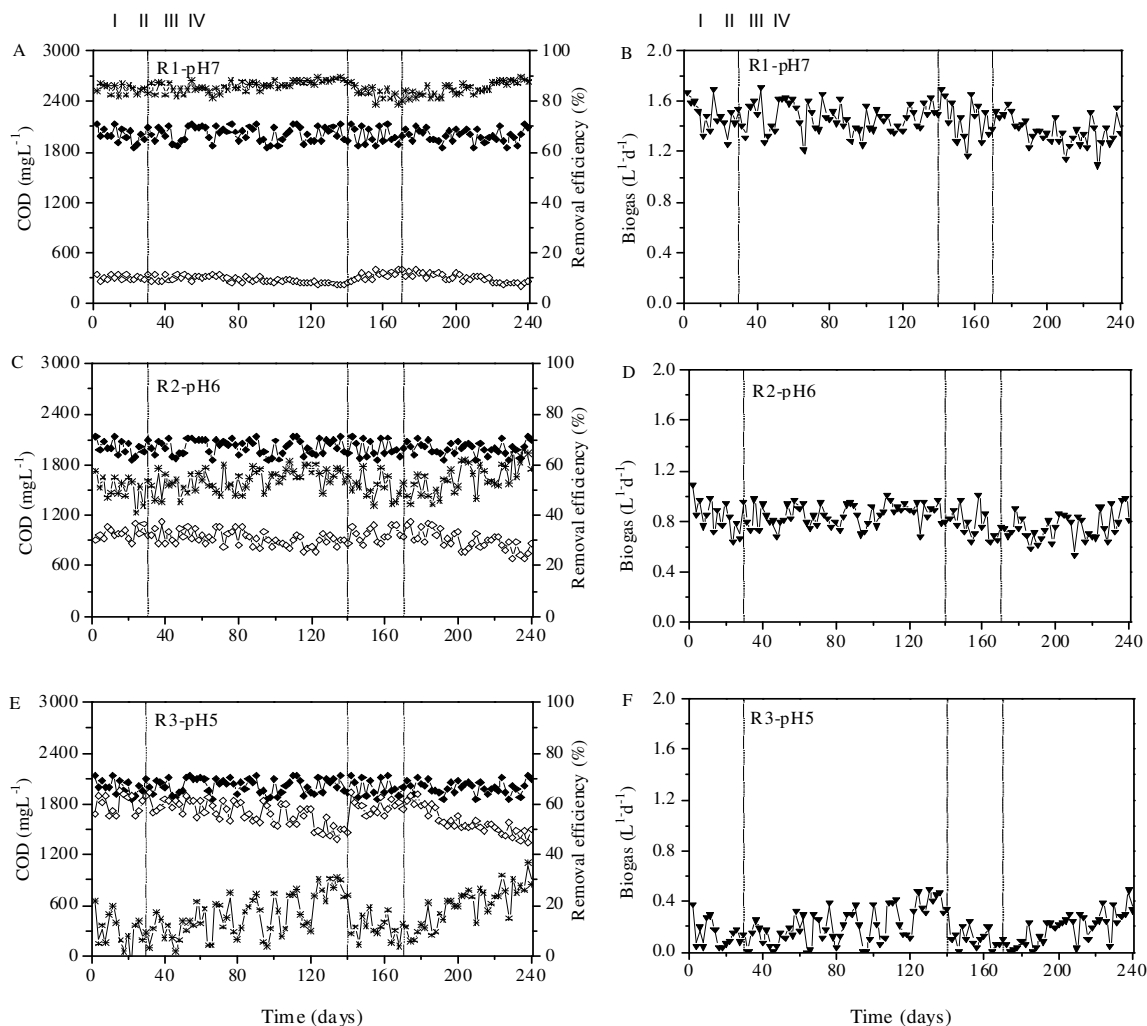 I II III IV
I II III IV
A
R1-pH7
COD (mgL-1)
3000
2400
1800
1200
600
0
Removal efficiency (%)
100
80
60
40
20
0
0 40 80 120 160 200 240
B
R1-pH7
Biogas (L1·d-1)
2.0
1.6
1.2
0.8
0.4
0.0
0 40 80 120 160 200 240
C
R2-pH6
COD (mgL-1)
3000
2400
1800
1200
600
0
Removal efficiency (%)
100
80
60
40
20
0
0 40 80 120 160 200 240
D
R2-pH6
Biogas (L1·d-1)
2.0
1.6
1.2
0.8
0.4
0.0
0 40 80 120 160 200 240
E
R3-pH5
COD (mgL-1)
3000
2400
1800
1200
600
0
Removal efficiency (%)
100
80
60
40
20
0
0 40 80 120 160 200 240
Time (days)
F
R3-pH5
Biogas (L1·d-1)
2.0
1.6
1.2
0.8
0.4
0.0
0 40 80 120 160 200 240
Time (days)